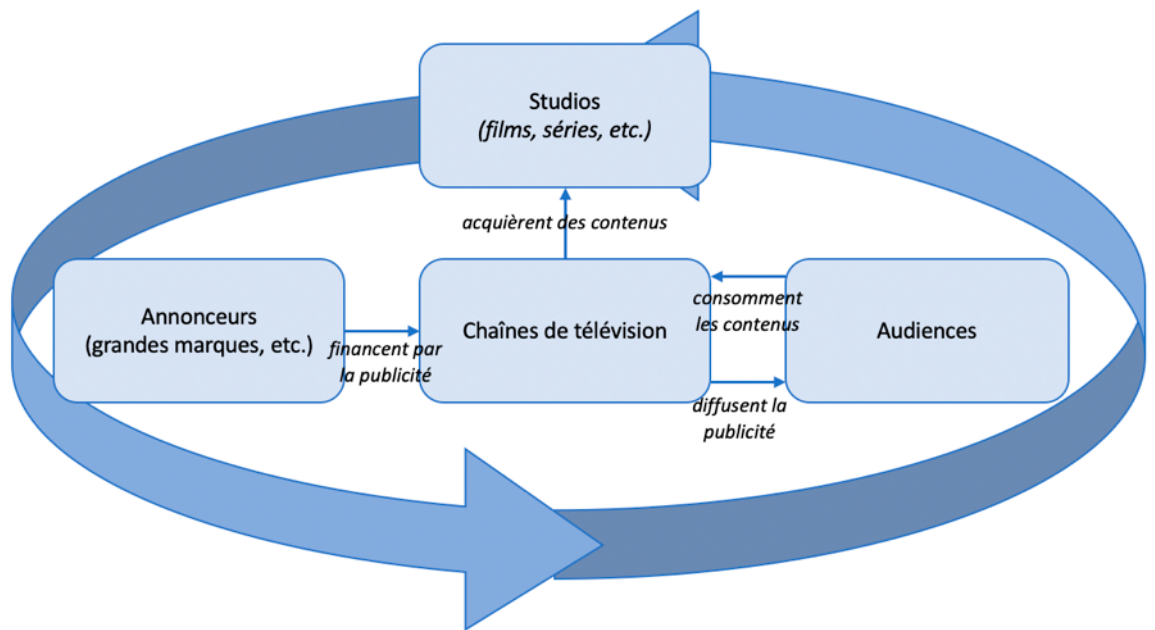 Studios
(films, séries, etc.)
acquièrent des contenus
Annonceurs
(grandes marques, etc.)
financent par
la publicité
Chaînes de télévision
consomment
les contenus
diffusent la
publicité
Audiences